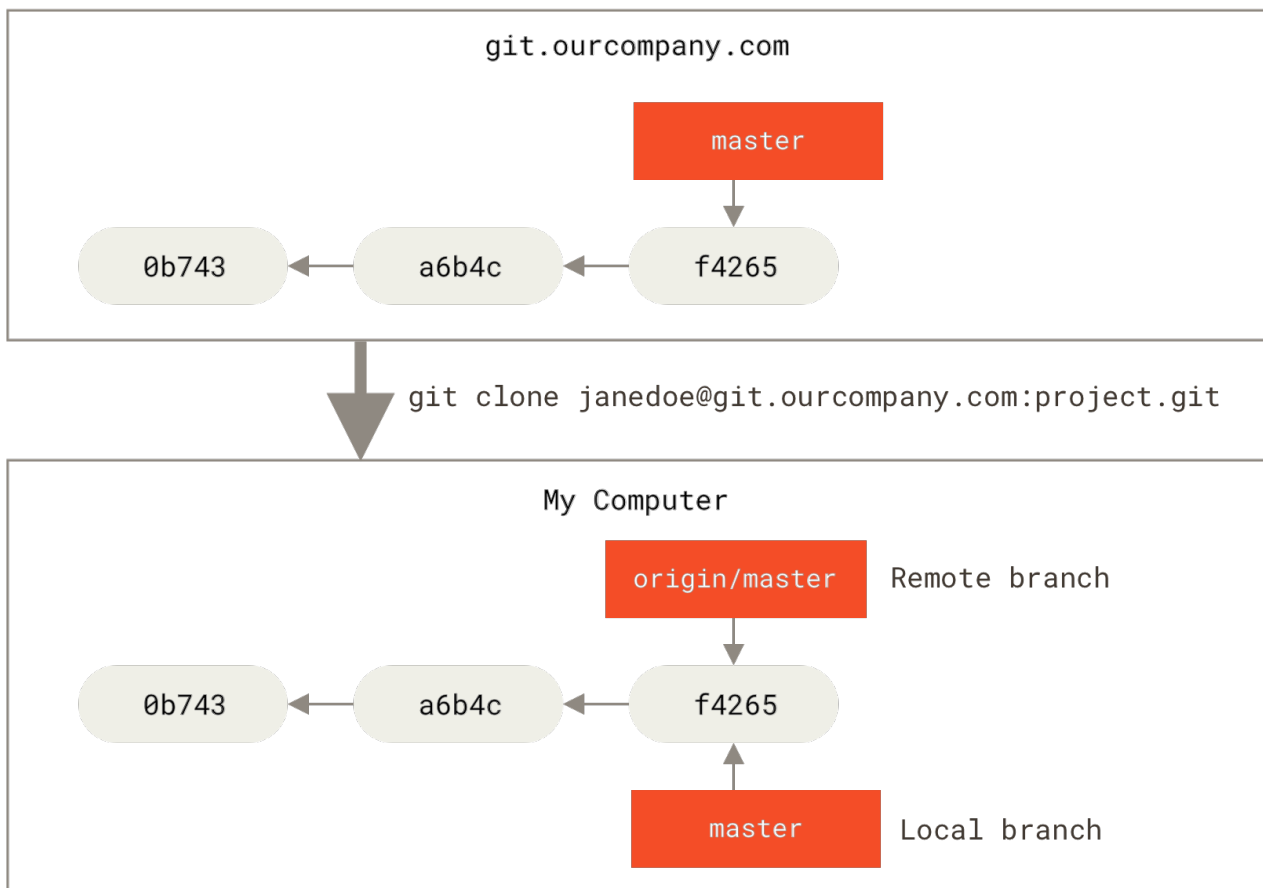 git.ourcompany.com
master
0b743
a6b4c
f4265
git clone janedoe@git.ourcompany.com:project.git
My Computer
origin/master
Remote branch
0b743
a6b4c
f4265
master
Local branch